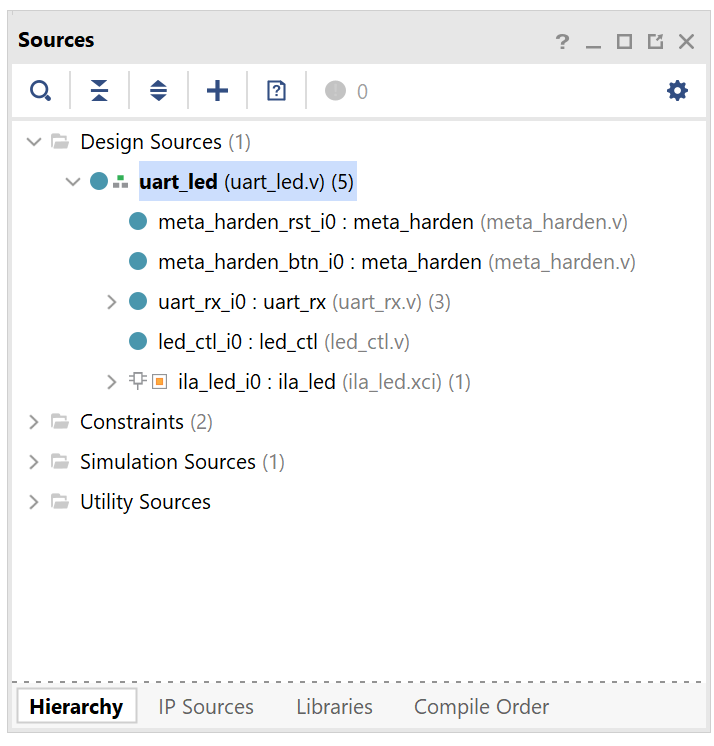 Sources
?
0
Design Sources (1)
uart_led (uart_led.v) (5)
meta_harden_rst_i0 : meta_harden (meta_harden.v)
meta_harden_btn_i0 : meta_harden (meta_harden.v)
uart_rx_i0 : uart_rx (uart_rx.v) (3)
led_ctl_i0 : led_ctl (led_ctl.v)
ila_led_i0 : ila_led (ila_led.xci) (1)
Constraints (2)
Simulation Sources (1)
Utility Sources
Hierarchy IP Sources Libraries Compile Order